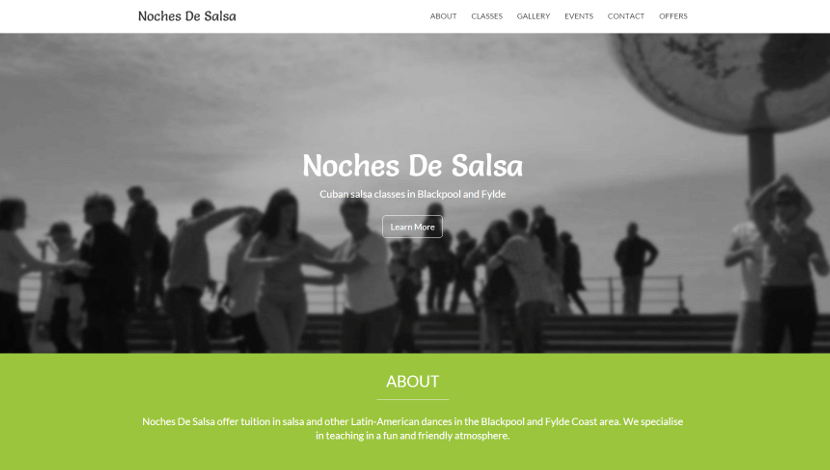 Noches De Salsa
ABOUT CLASSES GALLERY EVENTS CONTACT OFFERS
Noches De Salsa
Cuban salsa classes in Blackpool and Fylde
Learn More
ABOUT
Noches De Salsa offer tuition in salsa and other Latin-American dances in the Blackpool and Fylde Coast area. We specialise
in teaching in a fun and friendly atmosphere.